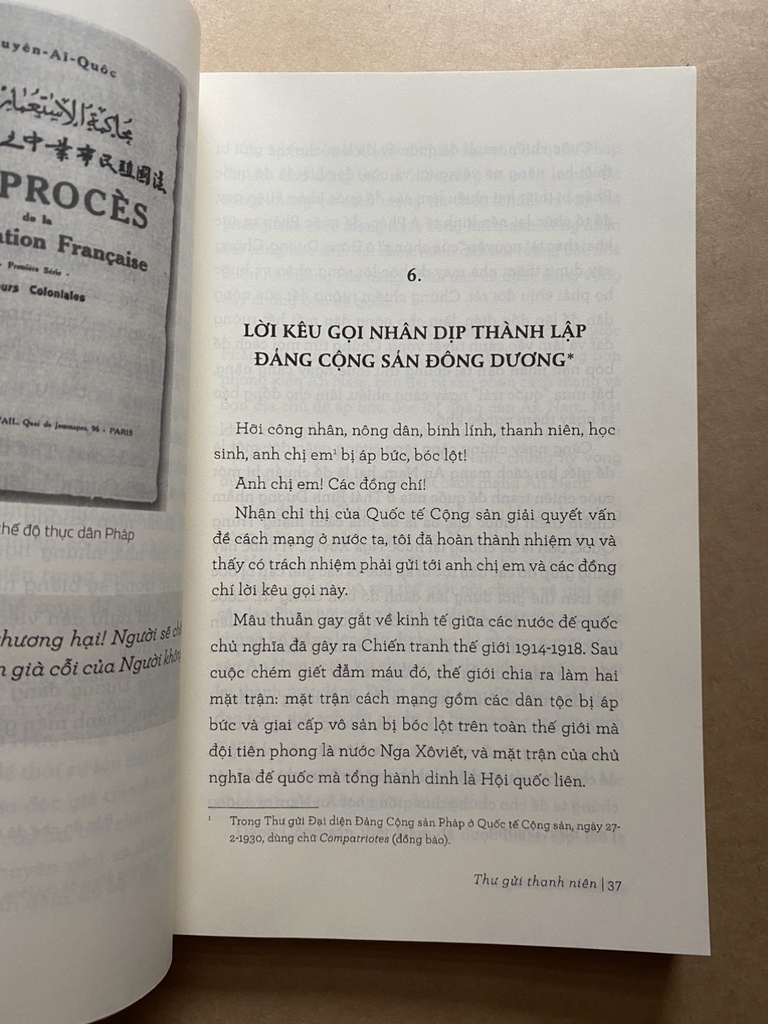 uyên-Aï-Quôc
PROCÈS
de la
tion Française
Première Série
urs Coloniales
Quai de Jemmapes, 96 - PARIS
hế độ thực dân Pháp
hương hại! Người sẽ
già cỗi của Người
6.
LỜI KÊU GỌI NHÂN DỊP THÀNH LẬP
ĐẢNG CỘNG SẢN ĐÔNG DƯƠNG*
Hỡi công nhân, nông dân, binh lính, thanh niên, học
sinh, anh chị em¹ bị áp bức, bóc lột!
Anh chị em! Các đồng chí!
Nhận chỉ thị của Quốc tế Cộng sản giải quyết vấn
đề cách mạng ở nước ta, tôi đã hoàn thành nhiệm vụ và
thấy có trách nhiệm phải gửi tới anh chị em và các đồng
chí lời kêu gọi này.
Mâu thuẫn gay gắt về kinh tế giữa các nước đế quốc
chủ nghĩa đã gây ra Chiến tranh thế giới 1914-1918. Sau
cuộc chém giết đẫm máu đó, thế giới chia ra làm hai
mặt trận: mặt trận cách mạng gồm các dân tộc bị áp
bức và giai cấp vô sản bị bóc lột trên toàn thế giới mà
đội tiên phong là nước Nga Xôviết, và mặt trận của chủ
nghĩa đế quốc mà tổng hành dinh là Hội quốc liên.
¹ Trong Thư gửi Đại diện Đảng Cộng sản Pháp ở Quốc tế Cộng sản, ngày 27-
2-1930, dùng chữ Compatriotes (đồng bào).
Thư gửi thanh niên | 37